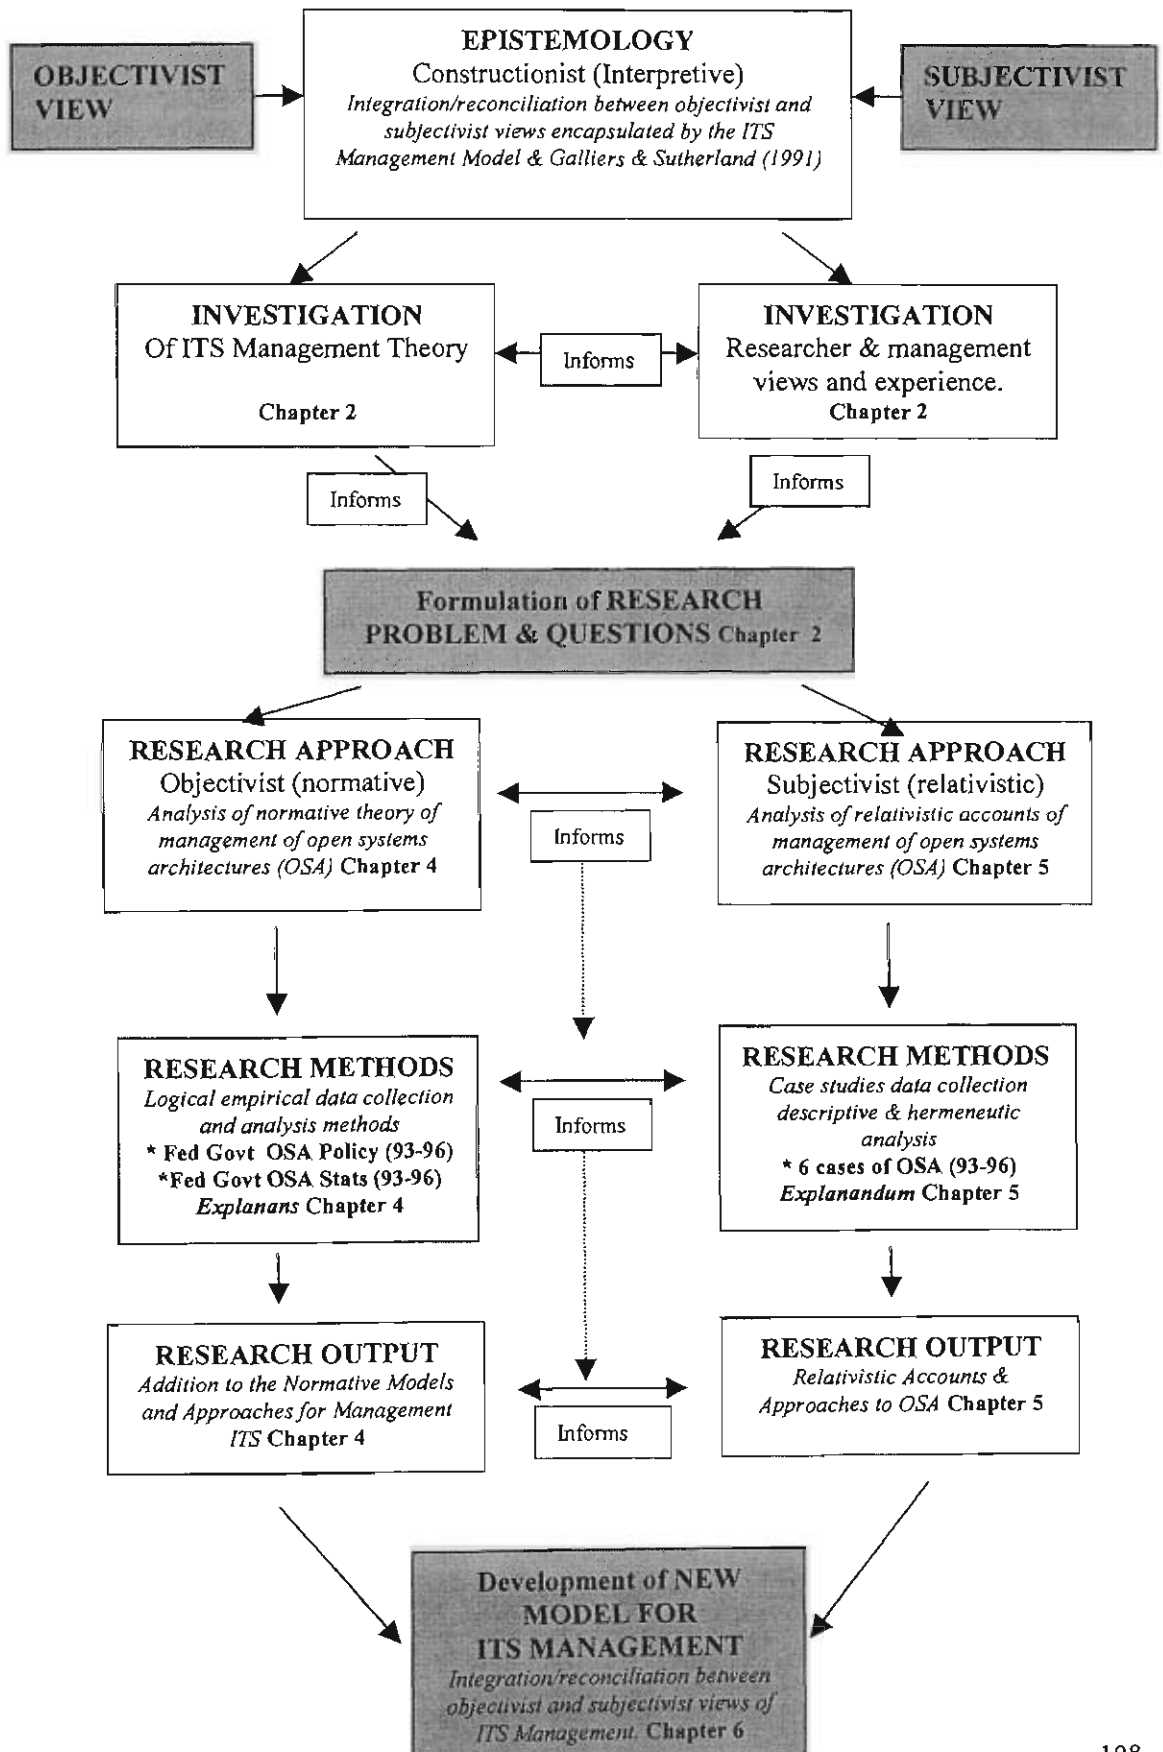 OBJECTIVIST
VIEW
EPISTEMOLOGY
Constructionist (Interpretive)
Integration/reconciliation between objectivist and
subjectivist views encapsulated by the ITS
Management Model & Galliers & Sutherland (1991)
SUBJECTIVIST
VIEW
INVESTIGATION
Of ITS Management Theory
Chapter 2
Informs
INVESTIGATION
Researcher & management
views and experience.
Chapter 2
Informs
Informs
Formulation of RESEARCH
PROBLEM & QUESTIONS Chapter 2
RESEARCH APPROACH
Objectivist (normative)
Analysis of normative theory of
management of open systems
architectures (OSA) Chapter 4
Informs
RESEARCH APPROACH
Subjectivist (relativistic)
Analysis of relativistic accounts of
management of open systems
architectures (OSA) Chapter 5
RESEARCH METHODS
Logical empirical data collection
and analysis methods
* Fed Govt OSA Policy (93-96)
*Fed Govt OSA Stats (93-96)
Explanans Chapter 4
Informs
RESEARCH METHODS
Case studies data collection
descriptive & hermeneutic
analysis
* 6 cases of OSA (93-96)
Explanandum Chapter 5
RESEARCH OUTPUT
Addition to the Normative Models
and Approaches for Management
ITS Chapter 4
Informs
RESEARCH OUTPUT
Relativistic Accounts &
Approaches to OSA Chapter 5
Development of NEW
MODEL FOR
ITS MANAGEMENT
Integration/reconciliation between
objectivist and subjectivist views of
ITS Management. Chapter 6